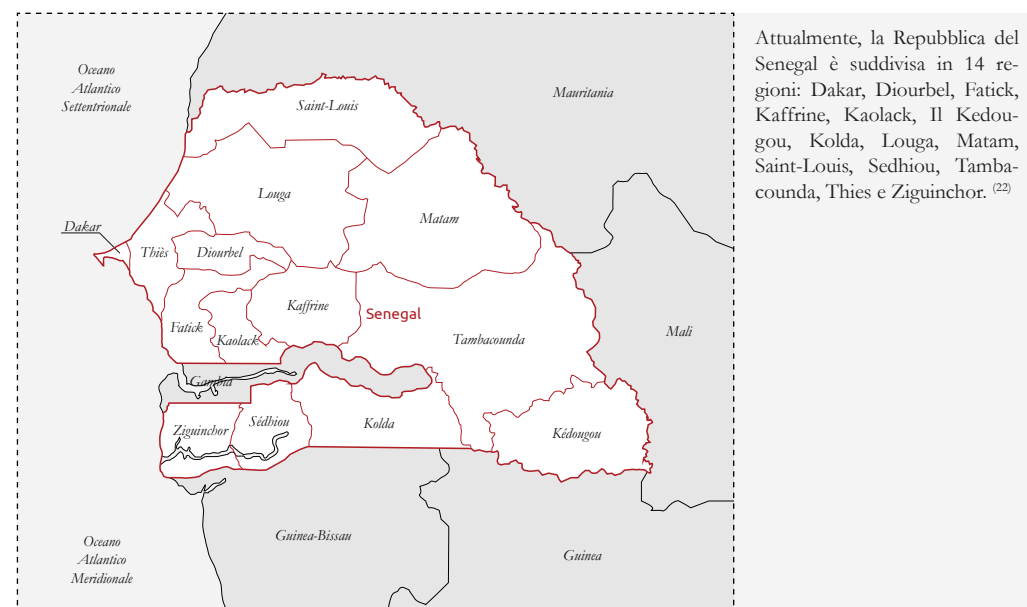 Oceano
Atlantico
Settentrionale
Mauritania
Saint-Louis
Louga
Matam
Dakar
Thiès
Diourbel
Kaffrine
Senegal
Fatick
Kaolack
Tambacounda
Mali
Gambia
Ziguinchor
Sédhiou
Kolda
Kédougou
Oceano
Atlantico
Meridionale
Guinea-Bissau
Guinea
Attualmente, la Repubblica del
Senegal è suddivisa in 14 re-
gioni: Dakar, Diourbel, Fatick,
Kaffrine, Kaolack, Il Kedou-
gou, Kolda, Louga, Matam,
Saint-Louis, Sedhiou, Tamba-
counda, Thies e Ziguinchor. (22)